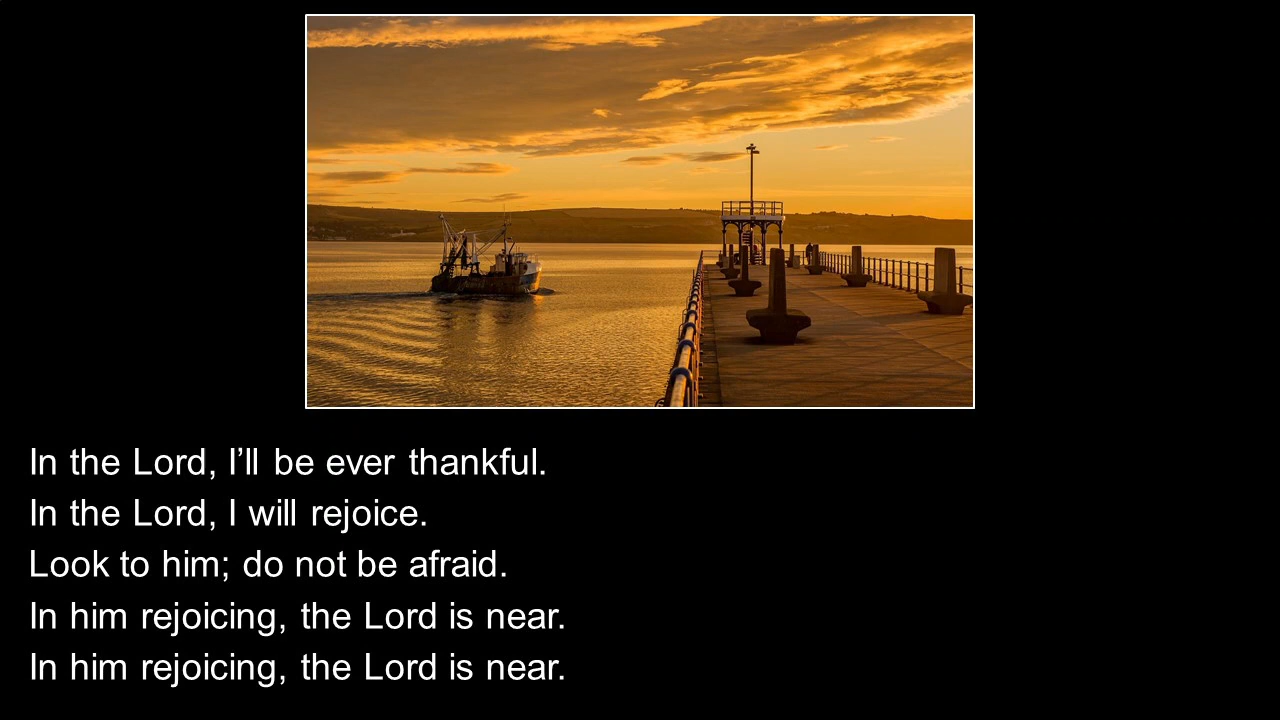 In the Lord, I’ll be ever thankful.
In the Lord, I will rejoice.
Look to him; do not be afraid.
In him rejoicing, the Lord is near.
In him rejoicing, the Lord is near.